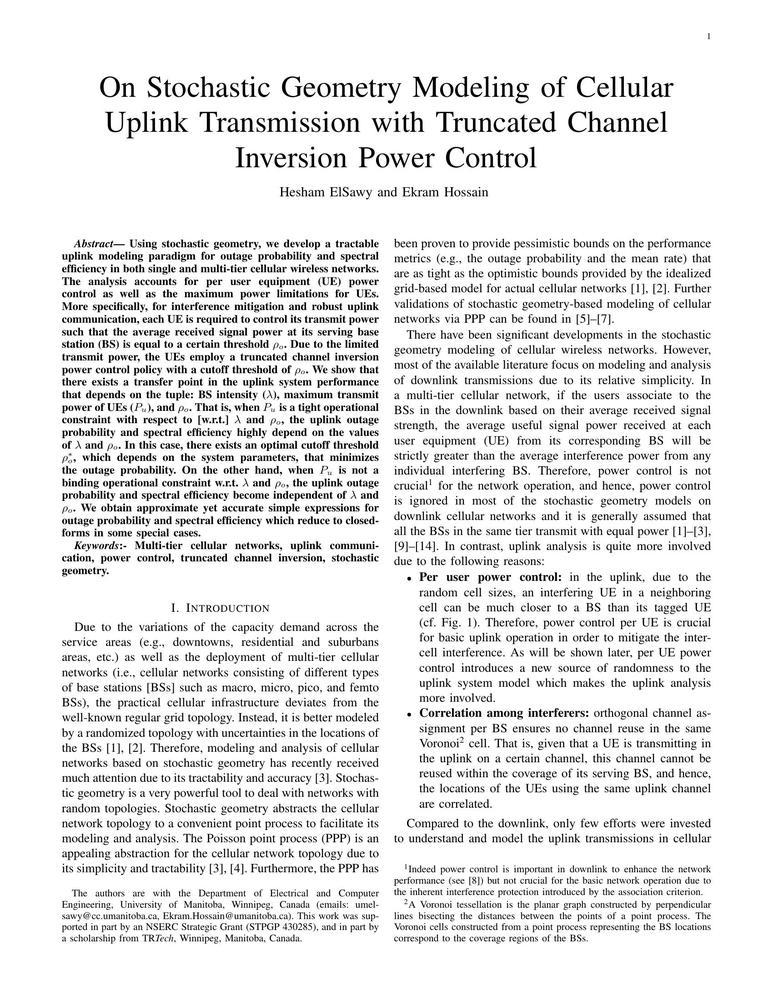 1
On Stochastic Geometry Modeling of Cellular
Uplink Transmission with Truncated Channel
Inversion Power Control
Hesham ElSawy and Ekram Hossain
Abstract— Using stochastic geometry, we develop a tractable
uplink modeling paradigm for outage probability and spectral
efficiency in both single and multi-tier cellular wireless networks.
The analysis accounts for per user equipment (UE) power
control as well as the maximum power limitations for UEs.
More specifically, for interference mitigation and robust uplink
communication, each UE is required to control its transmit power
such that the average received signal power at its serving base
station (BS) is equal to a certain threshold ρₒ. Due to the limited
transmit power, the UEs employ a truncated channel inversion
power control policy with a cutoff threshold of ρₒ. We show that
there exists a transfer point in the uplink system performance
that depends on the tuple: BS intensity (λ), maximum transmit
power of UEs (Pᵤ), and ρₒ. That is, when Pᵤ is a tight operational
constraint with respect to [w.r.t.] λ and ρₒ, the uplink outage
probability and spectral efficiency highly depend on the values
of λ and ρₒ. In this case, there exists an optimal cutoff threshold
ρₒ*, which depends on the system parameters, that minimizes
the outage probability. On the other hand, when Pᵤ is not a
binding operational constraint w.r.t. λ and ρₒ, the uplink outage
probability and spectral efficiency become independent of λ and
ρₒ. We obtain approximate yet accurate simple expressions for
outage probability and spectral efficiency which reduce to closed-
forms in some special cases.
Keywords:- Multi-tier cellular networks, uplink communi-
cation, power control, truncated channel inversion, stochastic
geometry.
I. INTRODUCTION
Due to the variations of the capacity demand across the
service areas (e.g., downtowns, residential and suburbans
areas, etc.) as well as the deployment of multi-tier cellular
networks (i.e., cellular networks consisting of different types
of base stations [BSs] such as macro, micro, pico, and femto
BSs), the practical cellular infrastructure deviates from the
well-known regular grid topology. Instead, it is better modeled
by a randomized topology with uncertainties in the locations of
the BSs [1], [2]. Therefore, modeling and analysis of cellular
networks based on stochastic geometry has recently received
much attention due to its tractability and accuracy [3]. Stochas-
tic geometry is a very powerful tool to deal with networks with
random topologies. Stochastic geometry abstracts the cellular
network topology to a convenient point process to facilitate its
modeling and analysis. The Poisson point process (PPP) is an
appealing abstraction for the cellular network topology due to
its simplicity and tractability [3], [4]. Furthermore, the PPP has
The authors are with the Department of Electrical and Computer
Engineering, University of Manitoba, Winnipeg, Canada (emails: umel-
sawy@cc.umanitoba.ca, Ekram.Hossain@umanitoba.ca). This work was sup-
ported in part by an NSERC Strategic Grant (STPGP 430285), and in part by
a scholarship from TRTech, Winnipeg, Manitoba, Canada.
been proven to provide pessimistic bounds on the performance
metrics (e.g., the outage probability and the mean rate) that
are as tight as the optimistic bounds provided by the idealized
grid-based model for actual cellular networks [1], [2]. Further
validations of stochastic geometry-based modeling of cellular
networks via PPP can be found in [5]–[7].
There have been significant developments in the stochastic
geometry modeling of cellular wireless networks. However,
most of the available literature focus on modeling and analysis
of downlink transmissions due to its relative simplicity. In
a multi-tier cellular network, if the users associate to the
BSs in the downlink based on their average received signal
strength, the average useful signal power received at each
user equipment (UE) from its corresponding BS will be
strictly greater than the average interference power from any
individual interfering BS. Therefore, power control is not
crucial¹ for the network operation, and hence, power control
is ignored in most of the stochastic geometry models on
downlink cellular networks and it is generally assumed that
all the BSs in the same tier transmit with equal power [1]–[3],
[9]–[14]. In contrast, uplink analysis is quite more involved
due to the following reasons:
• Per user power control: in the uplink, due to the
random cell sizes, an interfering UE in a neighboring
cell can be much closer to a BS than its tagged UE
(cf. Fig. 1). Therefore, power control per UE is crucial
for basic uplink operation in order to mitigate the inter-
cell interference. As will be shown later, per UE power
control introduces a new source of randomness to the
uplink system model which makes the uplink analysis
more involved.
• Correlation among interferers: orthogonal channel as-
signment per BS ensures no channel reuse in the same
Voronoi² cell. That is, given that a UE is transmitting in
the uplink on a certain channel, this channel cannot be
reused within the coverage of its serving BS, and hence,
the locations of the UEs using the same uplink channel
are correlated.
Compared to the downlink, only few efforts were invested
to understand and model the uplink transmissions in cellular
¹Indeed power control is important in downlink to enhance the network
performance (see [8]) but not crucial for the basic network operation due to
the inherent interference protection introduced by the association criterion.
²A Voronoi tessellation is the planar graph constructed by perpendicular
lines bisecting the distances between the points of a point process. The
Voronoi cells constructed from a point process representing the BS locations
correspond to the coverage regions of the BSs.